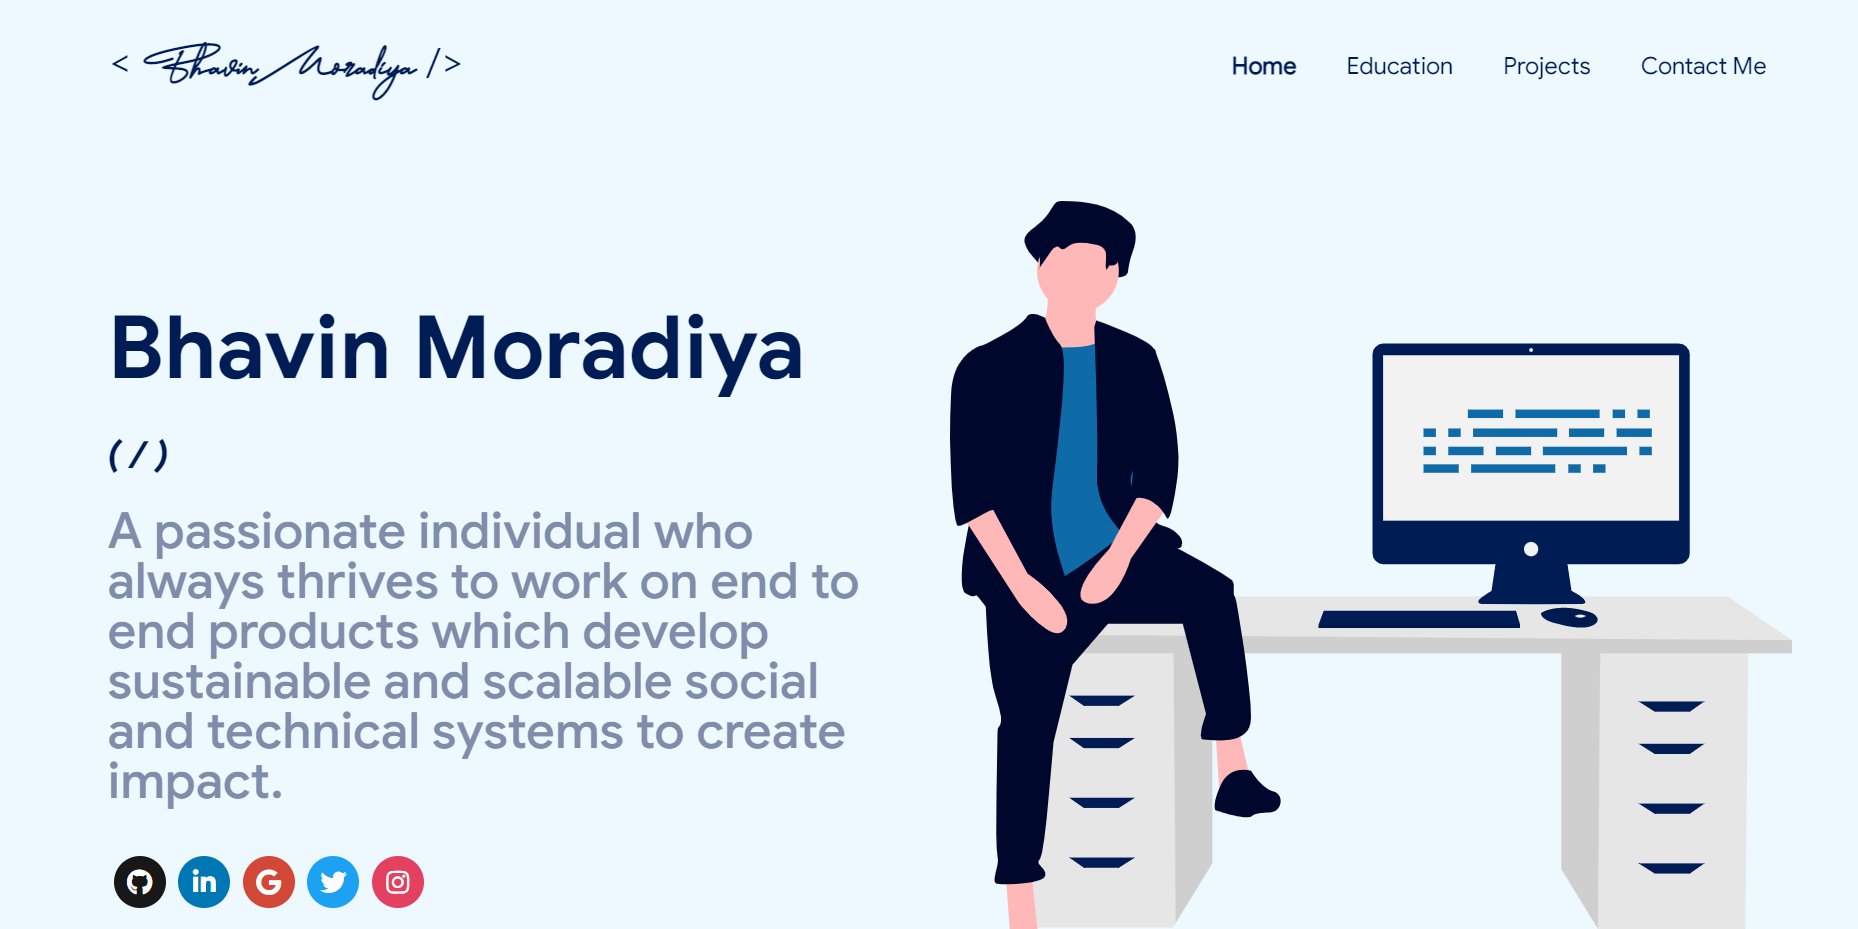 < Bhavin Moradiya />
Home Education Projects Contact Me
Bhavin Moradiya
( / )
A passionate individual who
always thrives to work on end to
end products which develop
sustainable and scalable social
and technical systems to create
impact.
in G